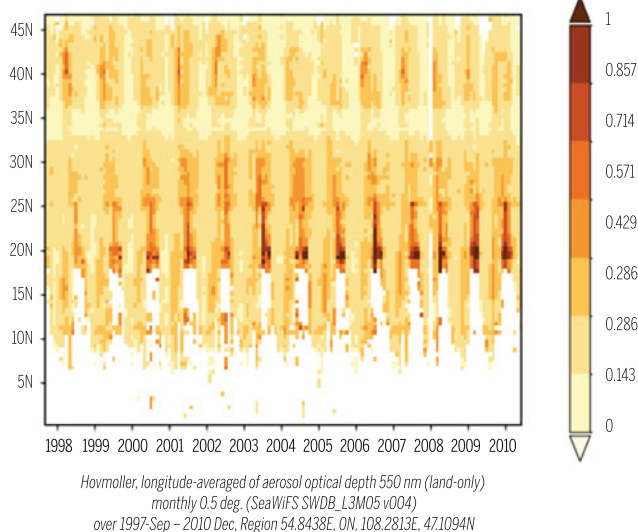 45N
40N
35N
30N
25N
20N
15N
10N
5N
1998 1999 2000 2001 2002 2003 2004 2005 2006 2007 2008 2009 2010
1
0.857
0.714
0.571
0.429
0.286
0.286
0.143
0
Hovmoller, longitude-averaged of aerosol optical depth 550 nm (land-only)
monthly 0.5 deg. (SeaWiFS SWDB_L3M05 v004)
over 1997-Sep – 2010 Dec, Region 54.8438E, 0N, 108.2813E, 47.1094N